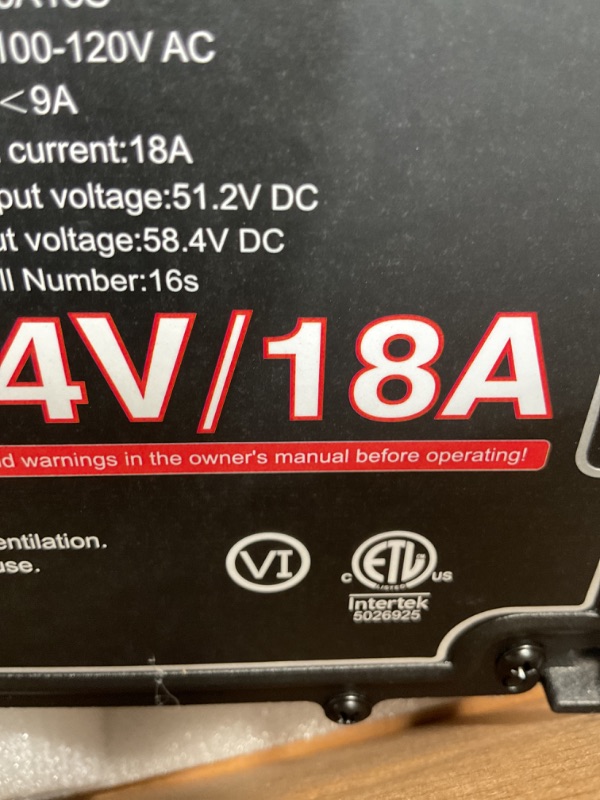 100-120V AC
<9A
current:18A
put voltage:51.2V DC
ut voltage:58.4V DC
ll Number:16s
4V/18A
d warnings in the owner's manual before operating!
entilation.
use.
VI
c ETL us
LISTED
Intertek
5026925